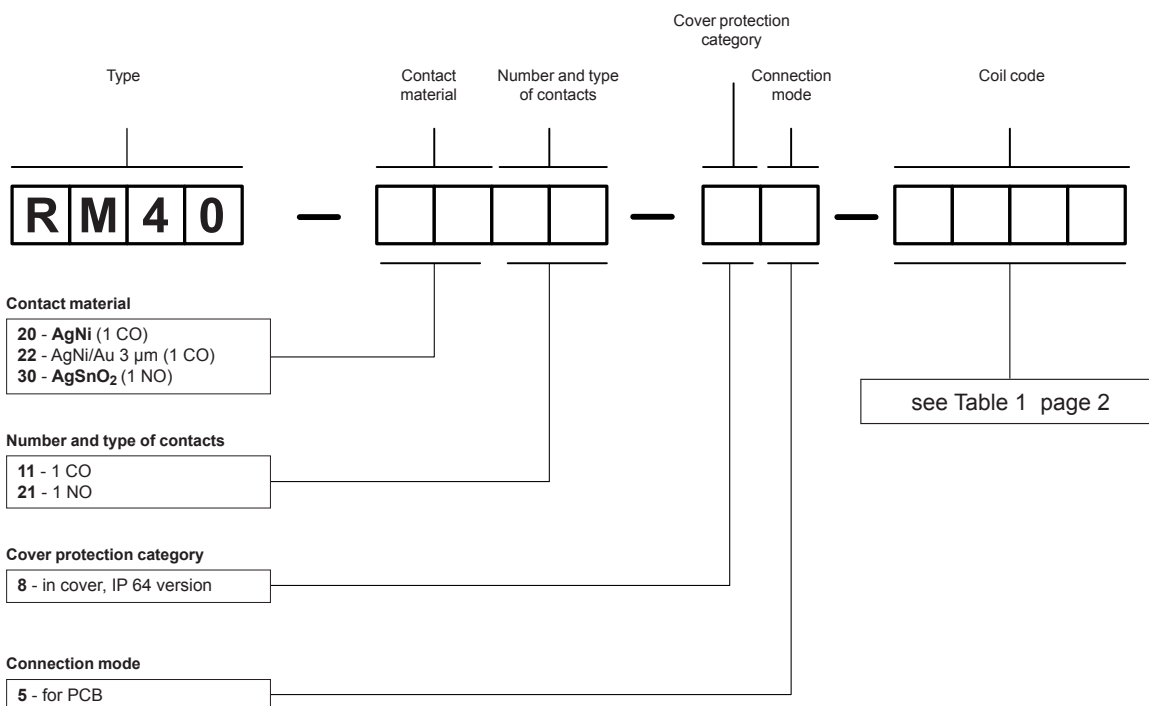 Cover protection
category
Type
Contact
material
Number and type
of contacts
Connection
mode
Coil code
RM40 — — —
Contact material
20 - AgNi (1 CO)
22 - AgNi/Au 3 µm (1 CO)
30 - AgSnO₂ (1 NO)
see Table 1 page 2
Number and type of contacts
11 - 1 CO
21 - 1 NO
Cover protection category
8 - in cover, IP 64 version
Connection mode
5 - for PCB